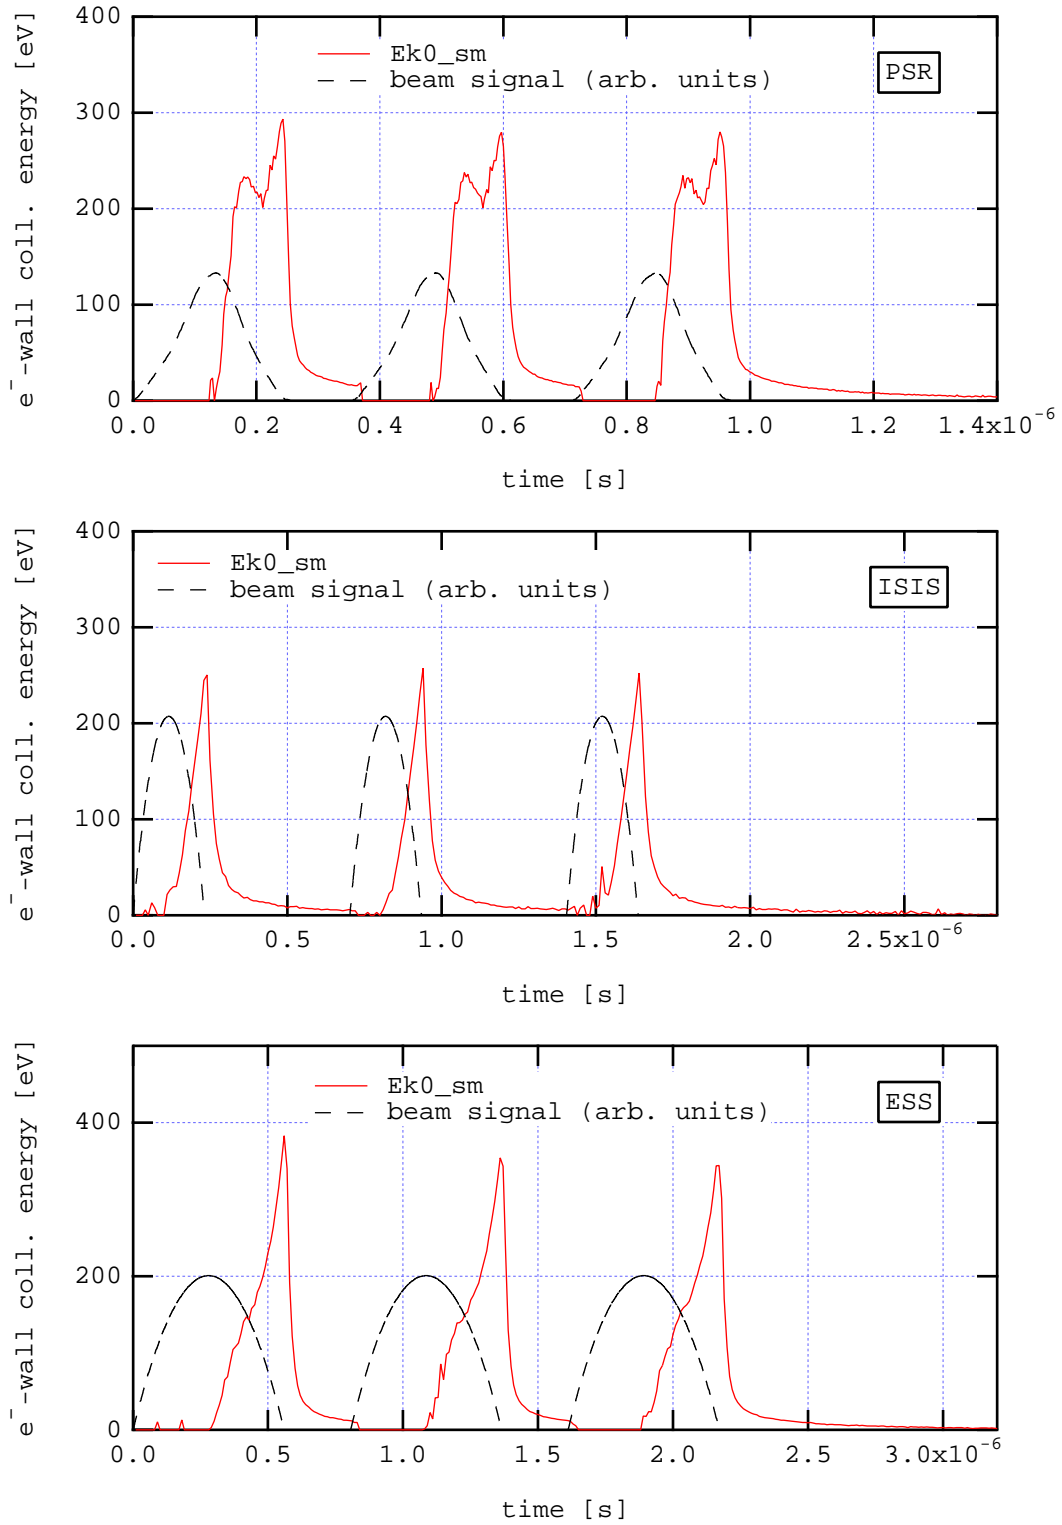 400
300
200
100
0
e⁻-wall coll. energy [eV]
Ek0_sm
beam signal (arb. units)
PSR
0.0 0.2 0.4 0.6 0.8 1.0 1.2 1.4x10⁻⁶
time [s]
400
300
200
100
0
e⁻-wall coll. energy [eV]
Ek0_sm
beam signal (arb. units)
ISIS
0.0 0.5 1.0 1.5 2.0 2.5x10⁻⁶
time [s]
400
200
0
e⁻-wall coll. energy [eV]
Ek0_sm
beam signal (arb. units)
ESS
0.0 0.5 1.0 1.5 2.0 2.5 3.0x10⁻⁶
time [s]